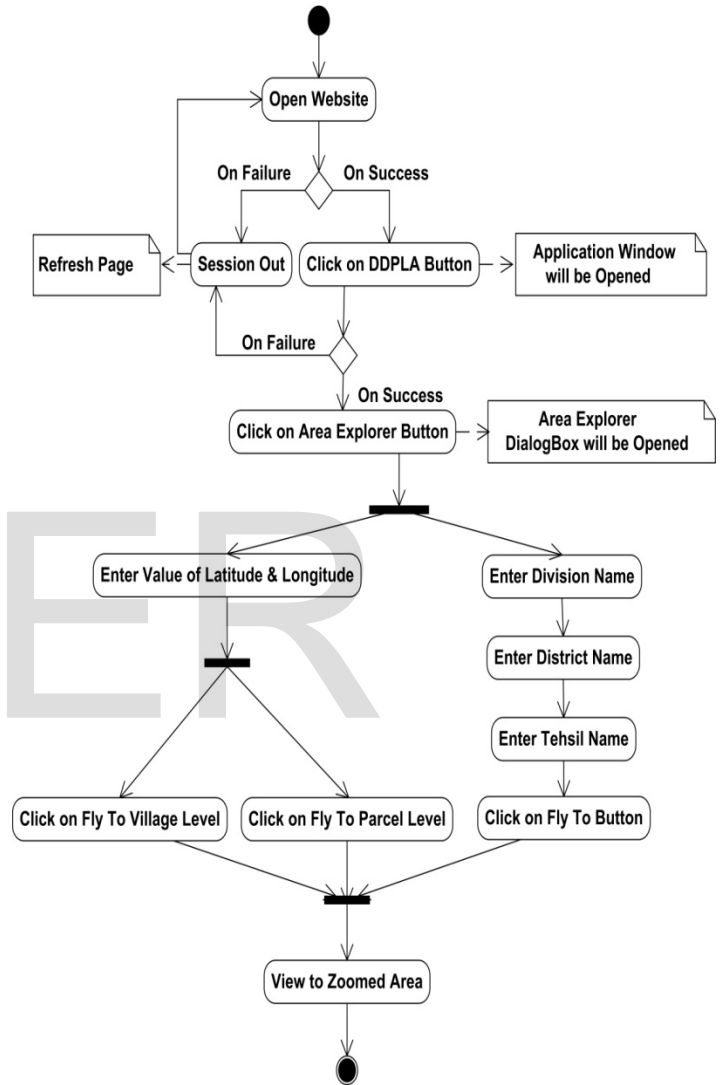 Open Website
On Failure
On Success
Refresh Page
Session Out
Click on DDPLA Button
Application Window
will be Opened
On Failure
On Success
Click on Area Explorer Button
Area Explorer
DialogBox will be Opened
ER
Enter Value of Latitude & Longitude
Enter Division Name
Enter District Name
Enter Tehsil Name
Click on Fly To Village Level
Click on Fly To Parcel Level
Click on Fly To Button
View to Zoomed Area